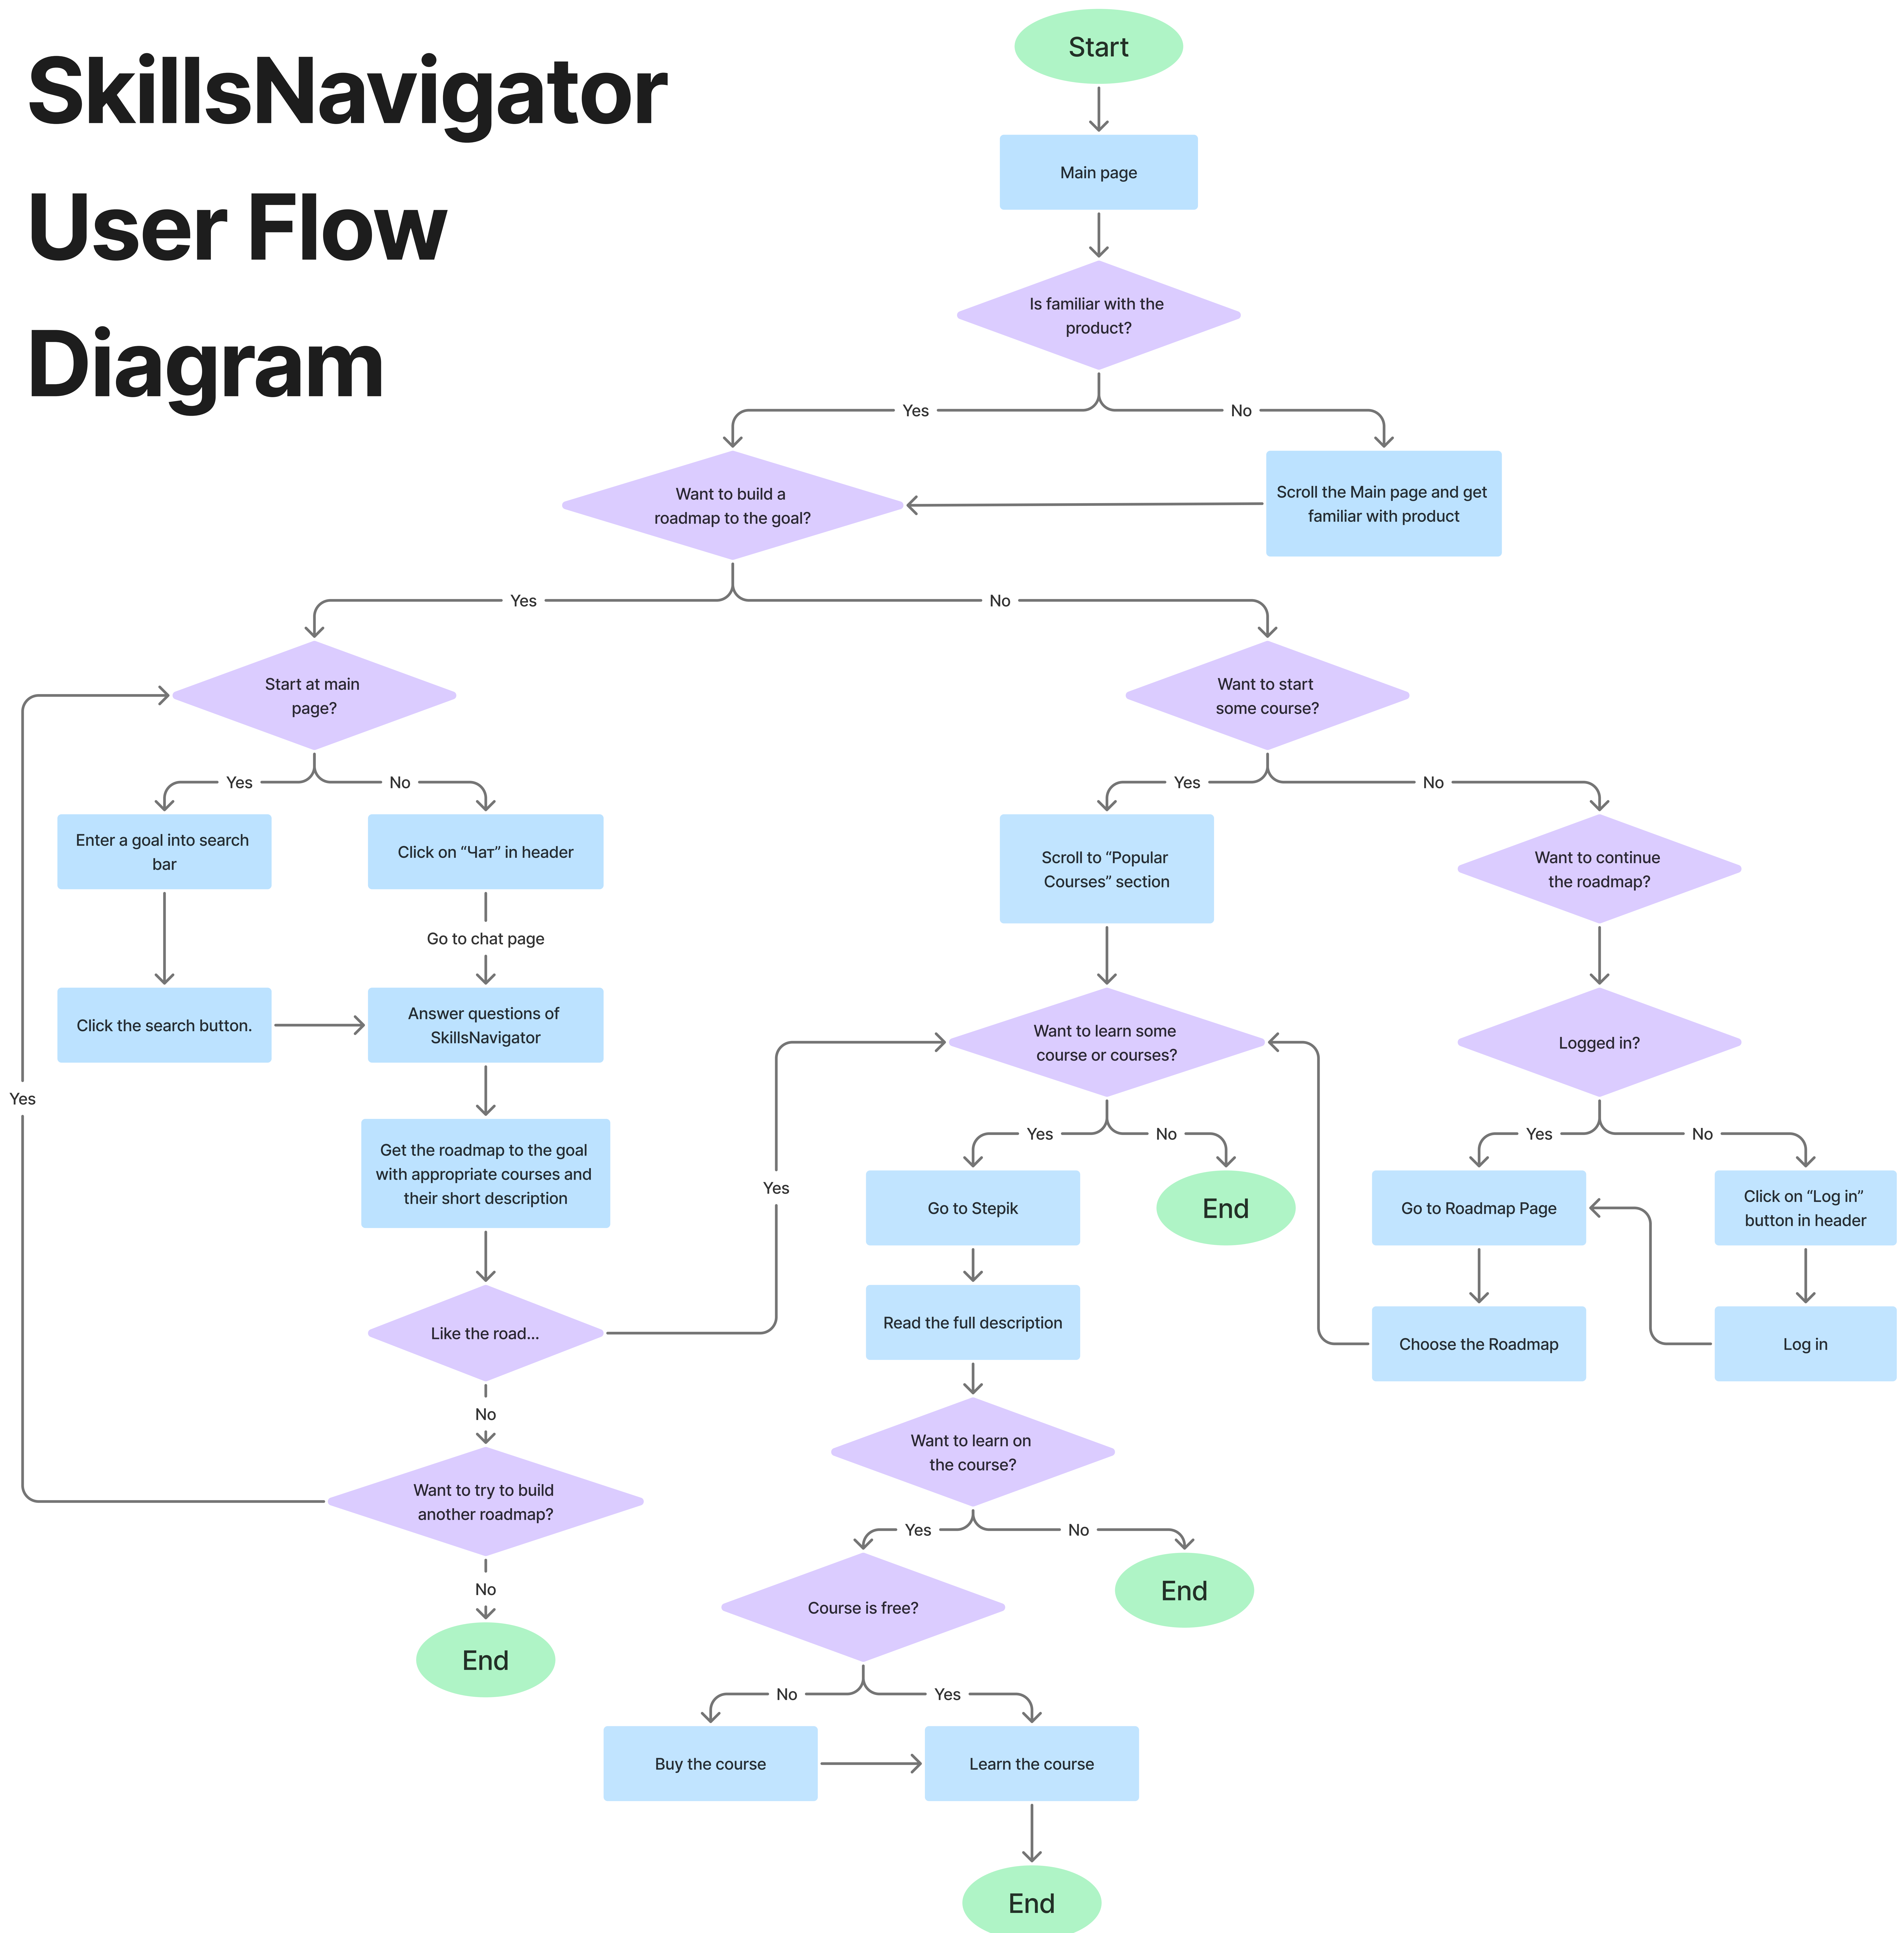 SkillsNavigator
User Flow
Diagram
Start
Main page
Is familiar with the
product?
Yes
No
Want to build a
roadmap to the goal?
Scroll the Main page and get
familiar with product
Yes
No
Start at main
page?
Want to start
some course?
Yes
No
Yes
No
Enter a goal into search
bar
Click on “Чат” in header
Scroll to “Popular
Courses” section
Want to continue
the roadmap?
Go to chat page
Click the search button.
Answer questions of
SkillsNavigator
Want to learn some
course or courses?
Logged in?
Yes
Yes
No
Yes
No
Get the roadmap to the goal
with appropriate courses and
their short description
Yes
Go to Stepik
End
Go to Roadmap Page
Click on “Log in”
button in header
Like the road...
Read the full description
Choose the Roadmap
Log in
No
Want to learn on
the course?
Want to try to build
another roadmap?
Yes
No
No
Course is free?
End
End
No
Yes
Buy the course
Learn the course
End